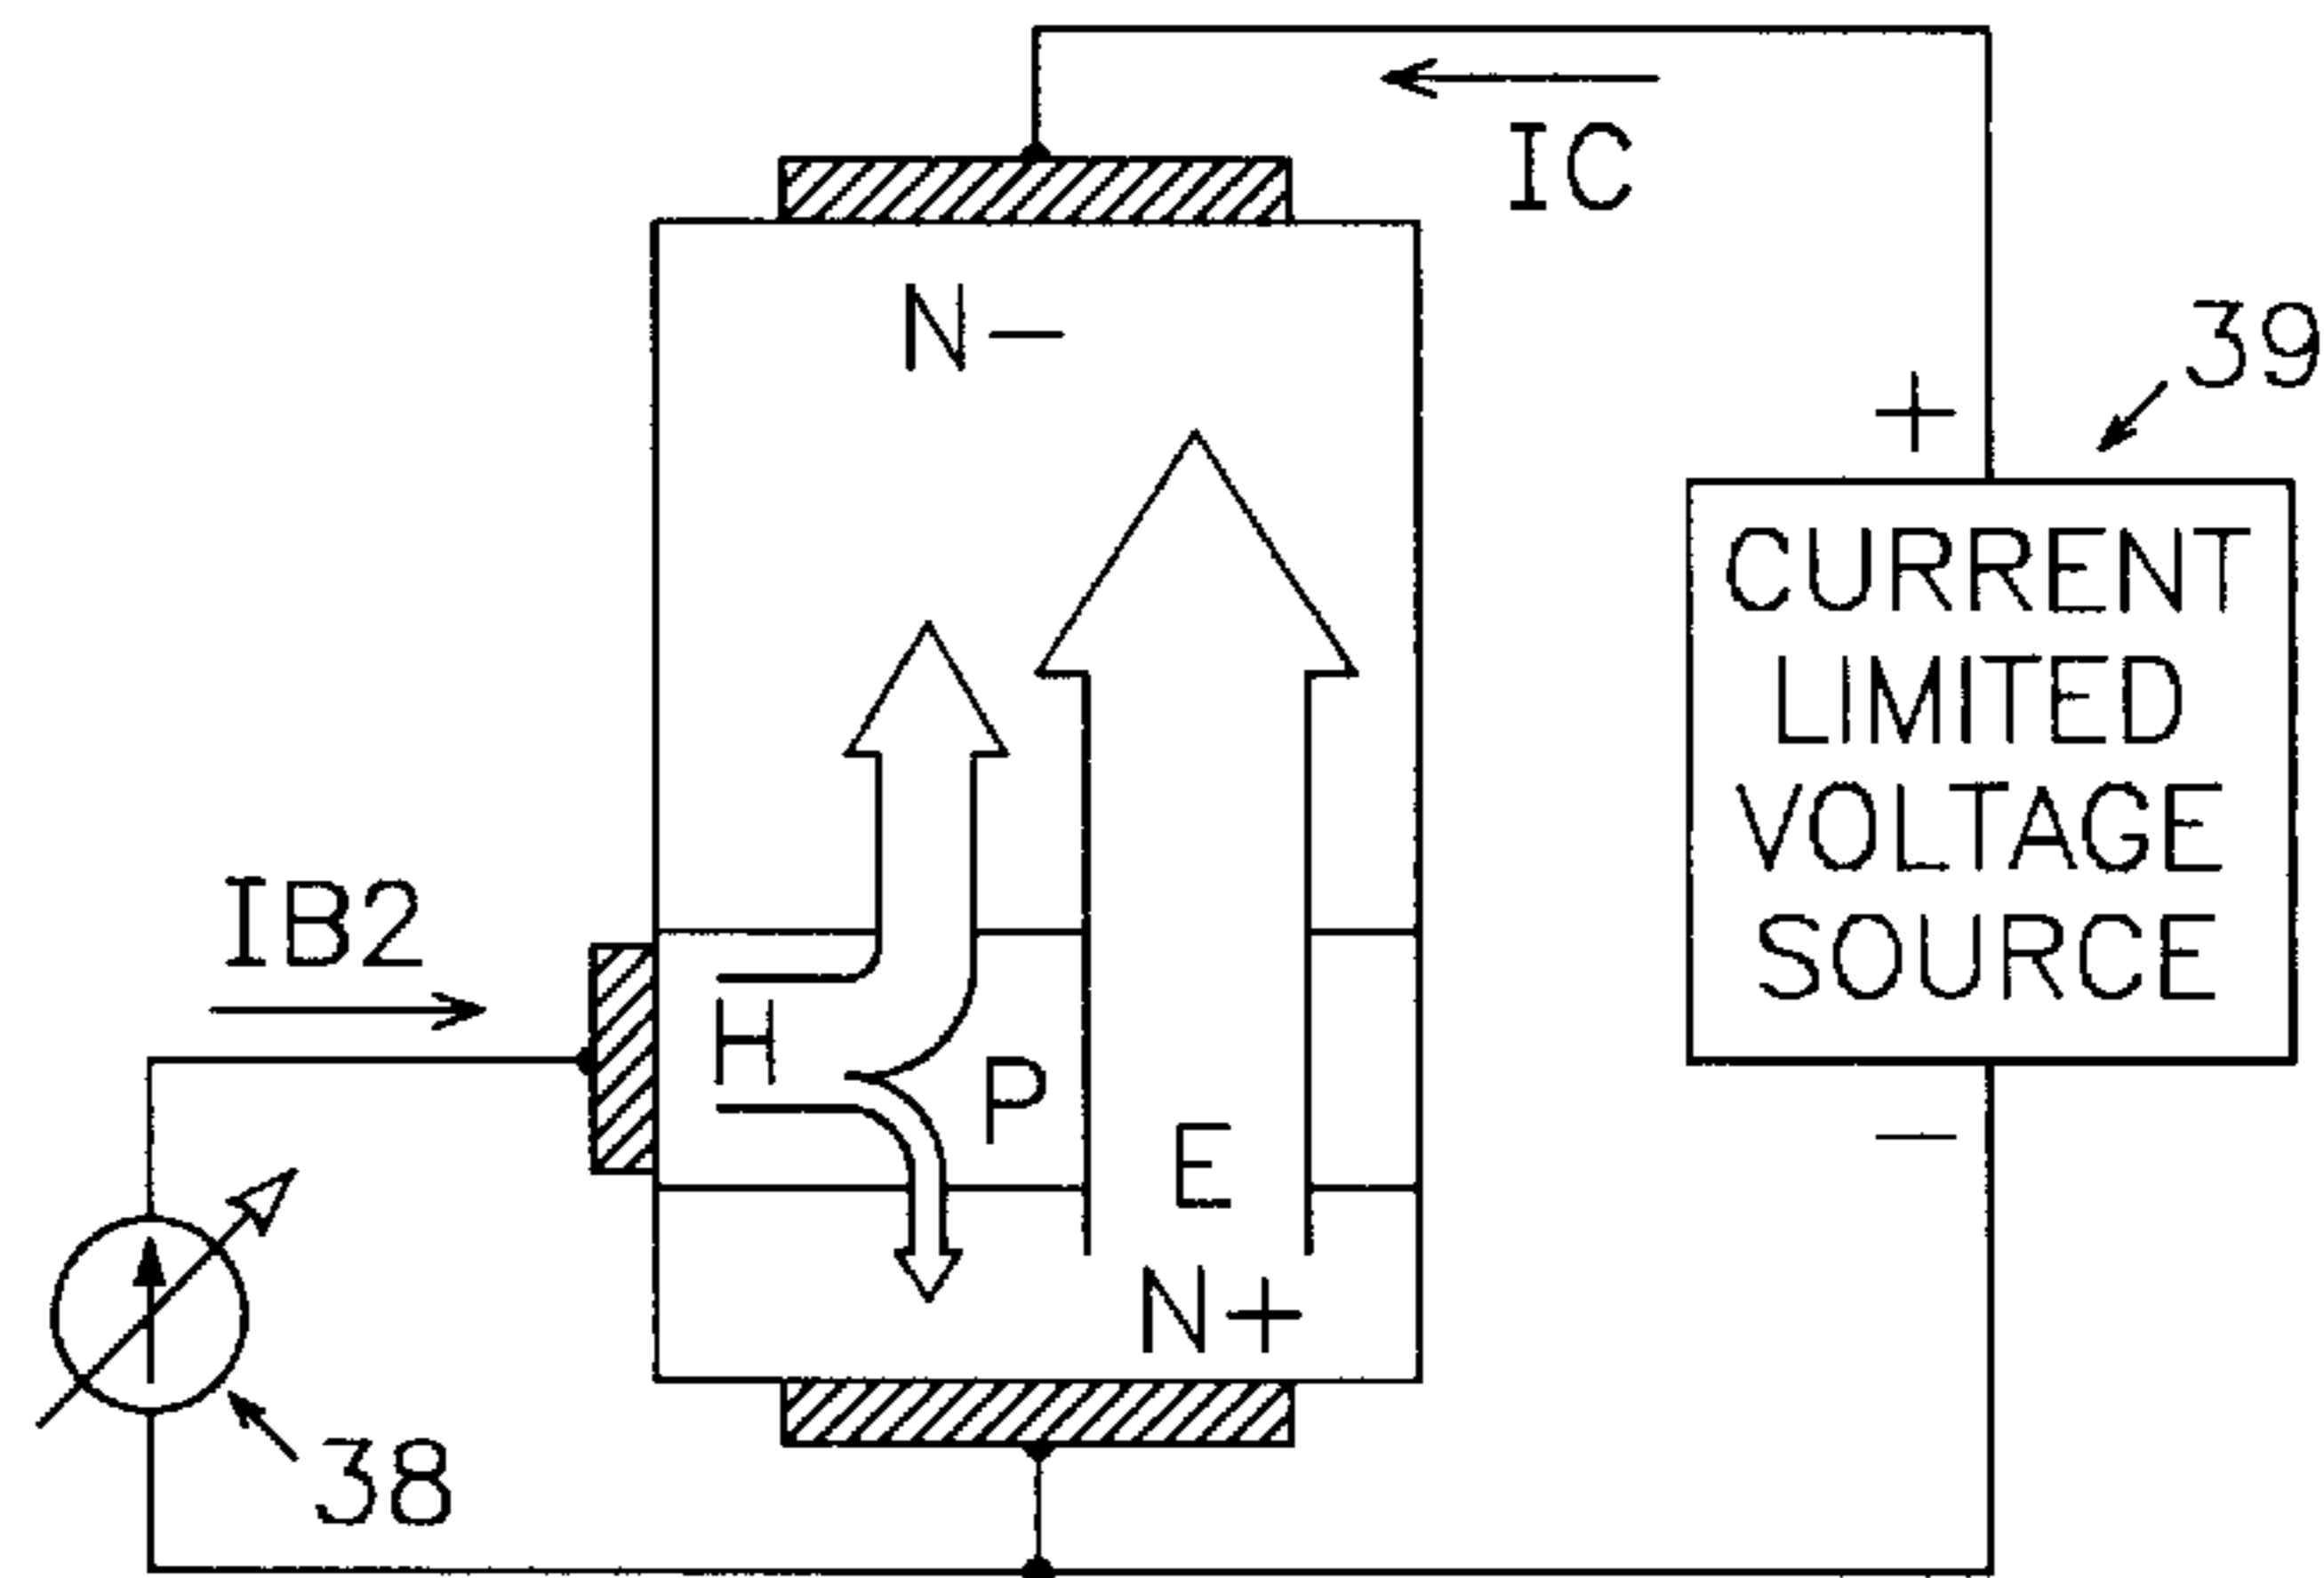 IC
N-
39
+
CURRENT
LIMITED
VOLTAGE
SOURCE
IB2
H
P
E
-
N+
38